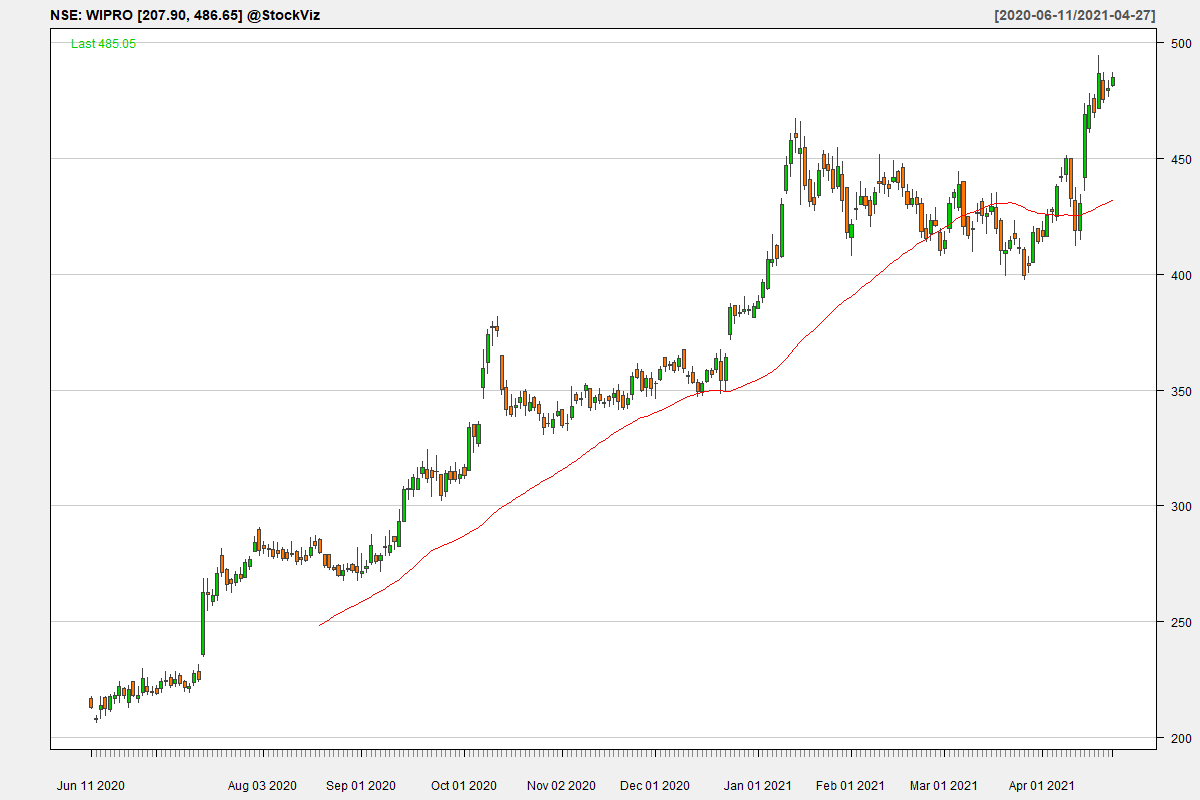 NSE: WIPRO [207.90, 486.65] @StockViz [2020-06-11/2021-04-27]
Last 485.05
500
450
400
350
300
250
200
Jun 11 2020 Aug 03 2020 Sep 01 2020 Oct 01 2020 Nov 02 2020 Dec 01 2020 Jan 01 2021 Feb 01 2021 Mar 01 2021 Apr 01 2021